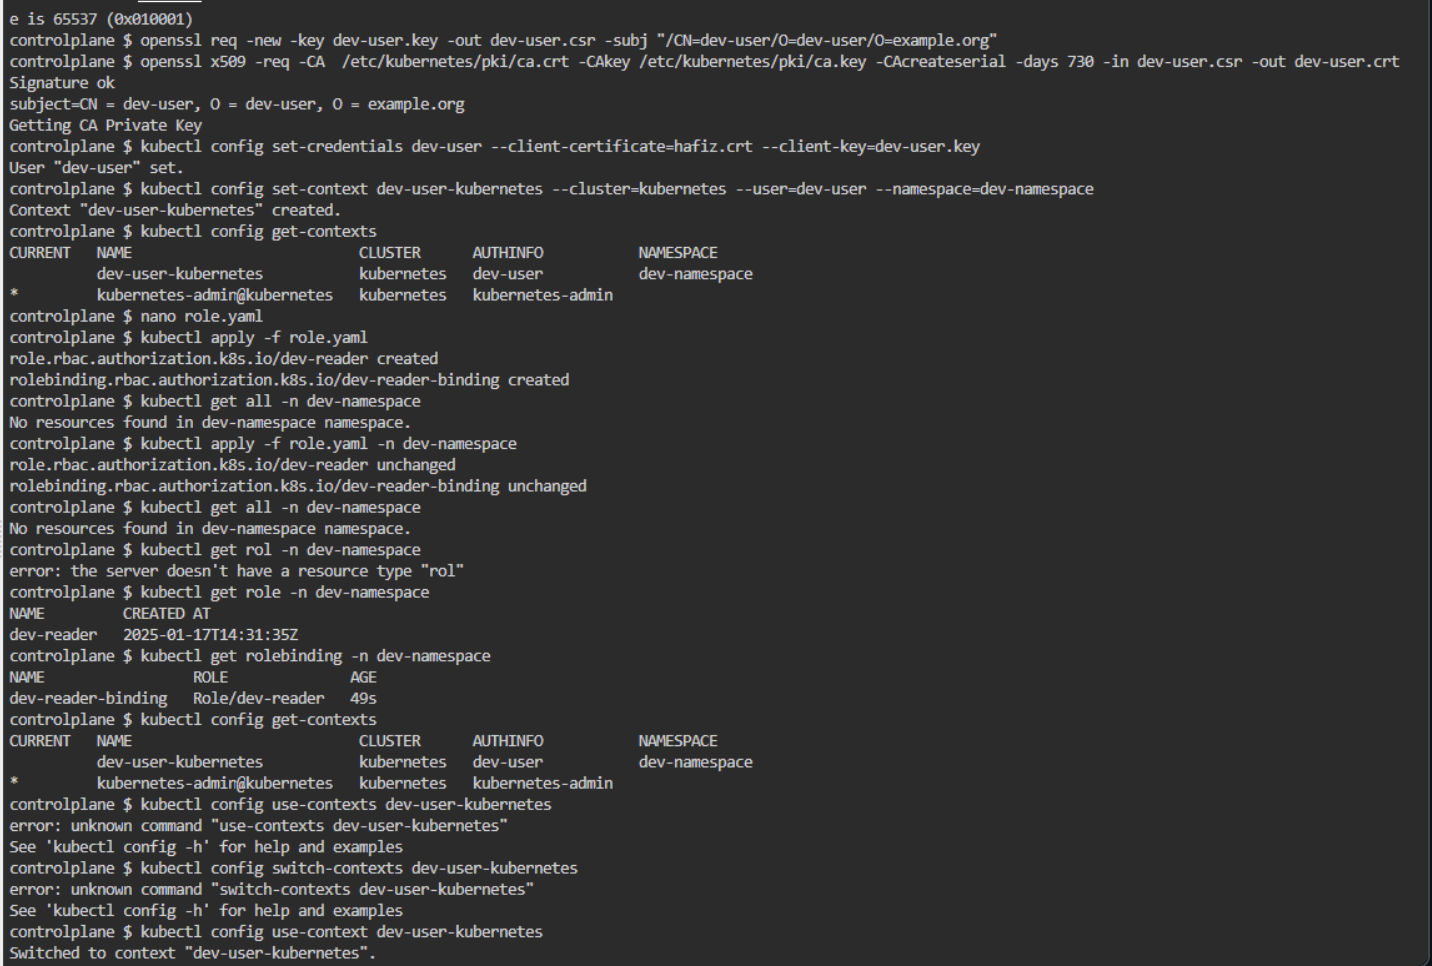 e is 65537 (0x010001)
controlplane $ openssl req -new -key dev-user.key -out dev-user.csr -subj "/CN=dev-user/O=dev-user/O=example.org"
controlplane $ openssl x509 -req -CA  /etc/kubernetes/pki/ca.crt -CAkey /etc/kubernetes/pki/ca.key -CAcreateserial -days 730 -in dev-user.csr -out dev-user.crt
Signature ok
subject=CN = dev-user, O = dev-user, O = example.org
Getting CA Private Key
controlplane $ kubectl config set-credentials dev-user --client-certificate=hafiz.crt --client-key=dev-user.key
User "dev-user" set.
controlplane $ kubectl config set-context dev-user-kubernetes --cluster=kubernetes --user=dev-user --namespace=dev-namespace
Context "dev-user-kubernetes" created.
controlplane $ kubectl config get-contexts
CURRENT   NAME                          CLUSTER      AUTHINFO           NAMESPACE
          dev-user-kubernetes           kubernetes   dev-user           dev-namespace
*         kubernetes-admin@kubernetes   kubernetes   kubernetes-admin
controlplane $ nano role.yaml
controlplane $ kubectl apply -f role.yaml
role.rbac.authorization.k8s.io/dev-reader created
rolebinding.rbac.authorization.k8s.io/dev-reader-binding created
controlplane $ kubectl get all -n dev-namespace
No resources found in dev-namespace namespace.
controlplane $ kubectl apply -f role.yaml -n dev-namespace
role.rbac.authorization.k8s.io/dev-reader unchanged
rolebinding.rbac.authorization.k8s.io/dev-reader-binding unchanged
controlplane $ kubectl get all -n dev-namespace
No resources found in dev-namespace namespace.
controlplane $ kubectl get rol -n dev-namespace
error: the server doesn't have a resource type "rol"
controlplane $ kubectl get role -n dev-namespace
NAME         CREATED AT
dev-reader   2025-01-17T14:31:35Z
controlplane $ kubectl get rolebinding -n dev-namespace
NAME                 ROLE              AGE
dev-reader-binding   Role/dev-reader   49s
controlplane $ kubectl config get-contexts
CURRENT   NAME                          CLUSTER      AUTHINFO           NAMESPACE
          dev-user-kubernetes           kubernetes   dev-user           dev-namespace
*         kubernetes-admin@kubernetes   kubernetes   kubernetes-admin
controlplane $ kubectl config use-contexts dev-user-kubernetes
error: unknown command "use-contexts dev-user-kubernetes"
See 'kubectl config -h' for help and examples
controlplane $ kubectl config switch-contexts dev-user-kubernetes
error: unknown command "switch-contexts dev-user-kubernetes"
See 'kubectl config -h' for help and examples
controlplane $ kubectl config use-context dev-user-kubernetes
Switched to context "dev-user-kubernetes".